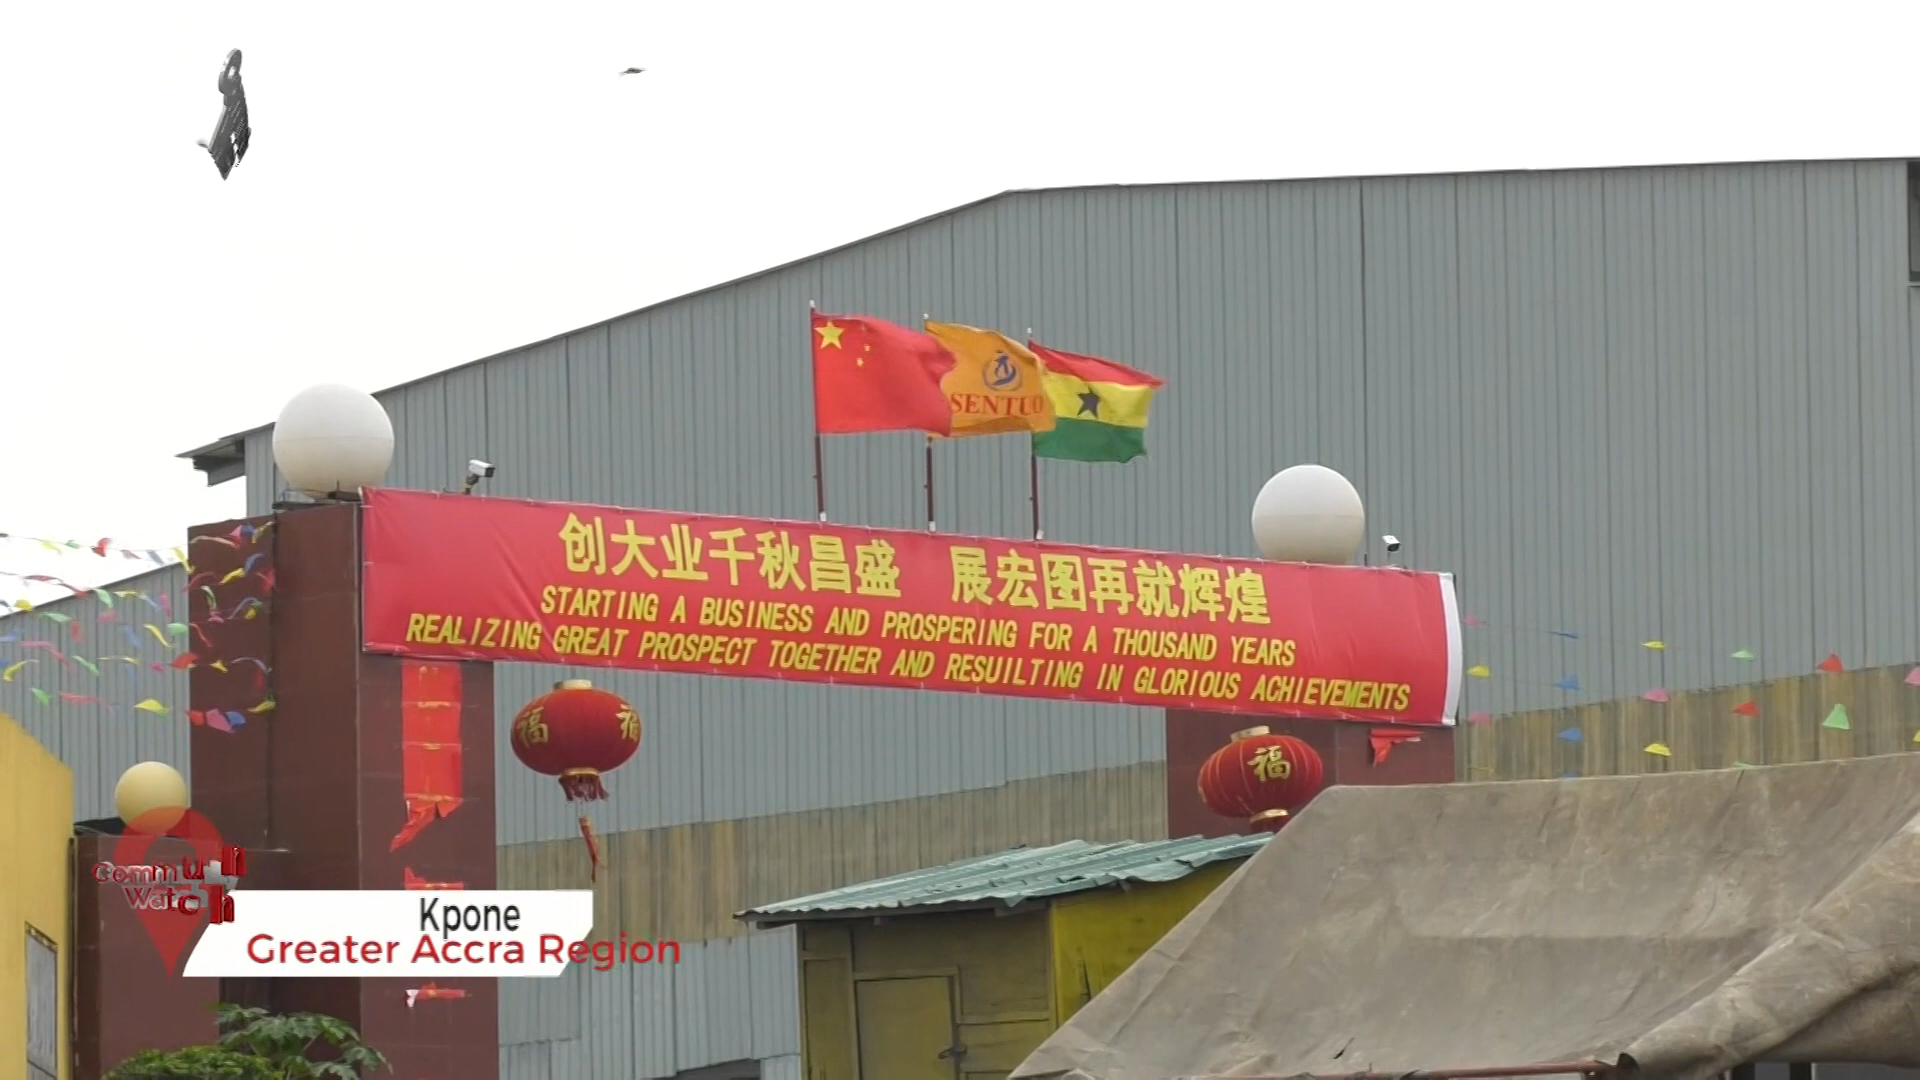 SENTUO
创大业千秋昌盛 展宏图再就辉煌
STARTING A BUSINESS AND PROSPERING FOR A THOUSAND YEARS
REALIZING GREAT PROSPECT TOGETHER AND RESUILTING IN GLORIOUS ACHIEVEMENTS
福 福
福
Kpone
Greater Accra Region